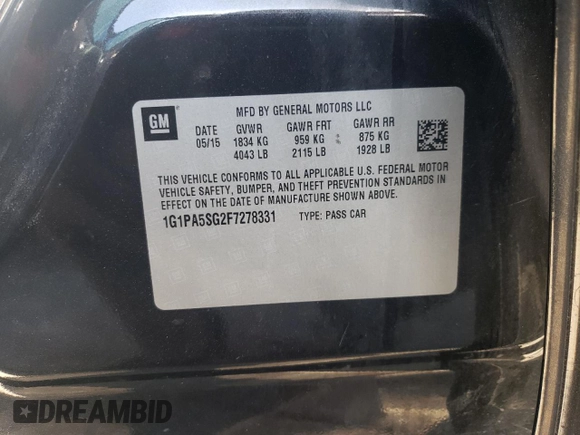 GM
MFD BY GENERAL MOTORS LLC
DATE GVWR GAWR FRT GAWR RR
05/15 1834 KG 959 KG 875 KG
4043 LB 2115 LB 1928 LB
THIS VEHICLE CONFORMS TO ALL APPLICABLE U.S. FEDERAL MOTOR
VEHICLE SAFETY, BUMPER, AND THEFT PREVENTION STANDARDS IN
EFFECT ON THE DATE OF MANUFACTURE SHOWN ABOVE.
1G1PA5SG2F7278331 TYPE: PASS CAR
DREAMBID